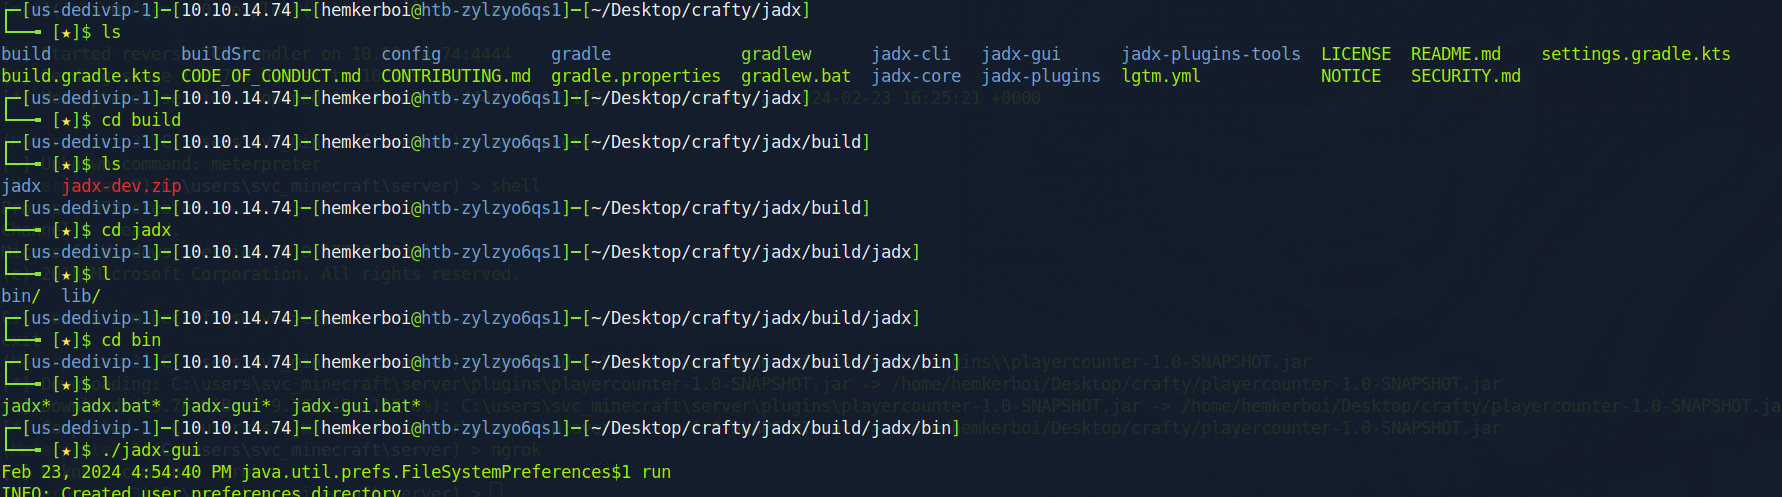 ┌─[us-dedivip-1]─[10.10.14.74]─[hemkerboi@htb-zylzyo6qs1]─[~/Desktop/crafty/jadx]
└──╼ [★]$ ls
build buildSrc config gradle gradlew jadx-cli jadx-gui jadx-plugins-tools LICENSE README.md settings.gradle.kts
build.gradle.kts CODE_OF_CONDUCT.md CONTRIBUTING.md gradle.properties gradlew.bat jadx-core jadx-plugins lgtm.yml NOTICE SECURITY.md
┌─[us-dedivip-1]─[10.10.14.74]─[hemkerboi@htb-zylzyo6qs1]─[~/Desktop/crafty/jadx]
└──╼ [★]$ cd build
┌─[us-dedivip-1]─[10.10.14.74]─[hemkerboi@htb-zylzyo6qs1]─[~/Desktop/crafty/jadx/build]
└──╼ [★]$ ls
jadx jadx-dev.zip
┌─[us-dedivip-1]─[10.10.14.74]─[hemkerboi@htb-zylzyo6qs1]─[~/Desktop/crafty/jadx/build]
└──╼ [★]$ cd jadx
┌─[us-dedivip-1]─[10.10.14.74]─[hemkerboi@htb-zylzyo6qs1]─[~/Desktop/crafty/jadx/build/jadx]
└──╼ [★]$ l
bin/ lib/
┌─[us-dedivip-1]─[10.10.14.74]─[hemkerboi@htb-zylzyo6qs1]─[~/Desktop/crafty/jadx/build/jadx]
└──╼ [★]$ cd bin
┌─[us-dedivip-1]─[10.10.14.74]─[hemkerboi@htb-zylzyo6qs1]─[~/Desktop/crafty/jadx/build/jadx/bin]
└──╼ [★]$ l
jadx* jadx.bat* jadx-gui* jadx-gui.bat*
┌─[us-dedivip-1]─[10.10.14.74]─[hemkerboi@htb-zylzyo6qs1]─[~/Desktop/crafty/jadx/build/jadx/bin]
└──╼ [★]$ ./jadx-gui
Feb 23, 2024 4:54:40 PM java.util.prefs.FileSystemPreferences$1 run
INFO: Created user preferences directory.